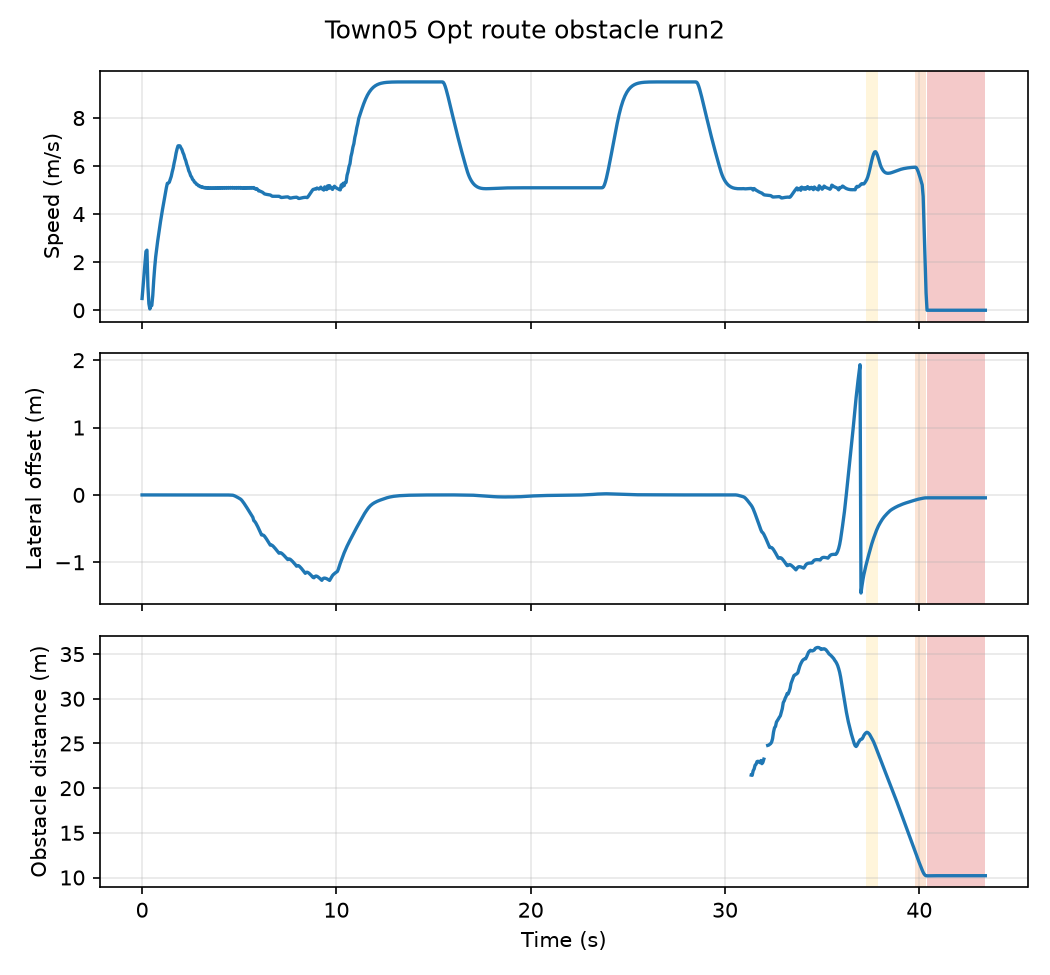 Town05 Opt route obstacle run2
Speed (m/s)
8
6
4
2
0
Lateral offset (m)
2
1
0
−1
Obstacle distance (m)
35
30
25
20
15
10
0 10 20 30 40
Time (s)